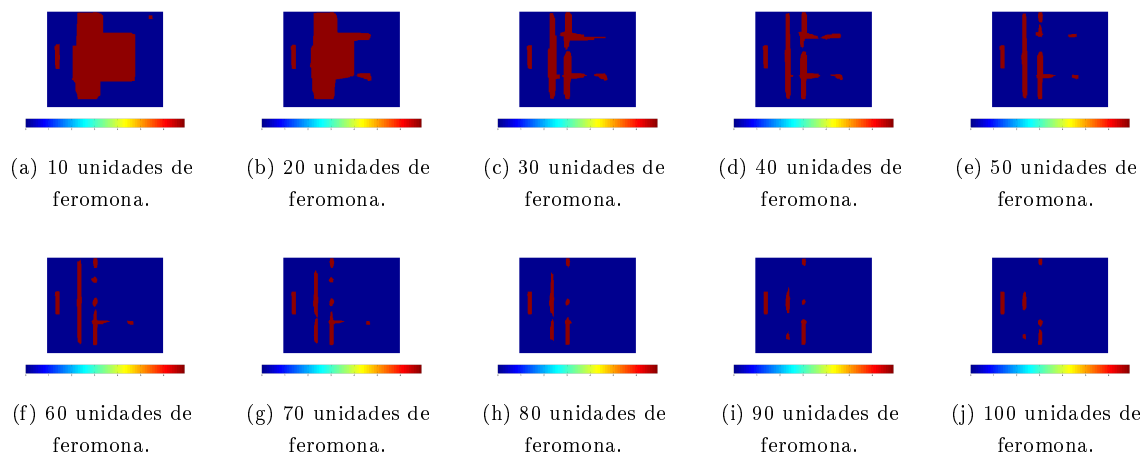 (a) 10 unidades de
feromona.
(b) 20 unidades de
feromona.
(c) 30 unidades de
feromona.
(d) 40 unidades de
feromona.
(e) 50 unidades de
feromona.
(f) 60 unidades de
feromona.
(g) 70 unidades de
feromona.
(h) 80 unidades de
feromona.
(i) 90 unidades de
feromona.
(j) 100 unidades de
feromona.